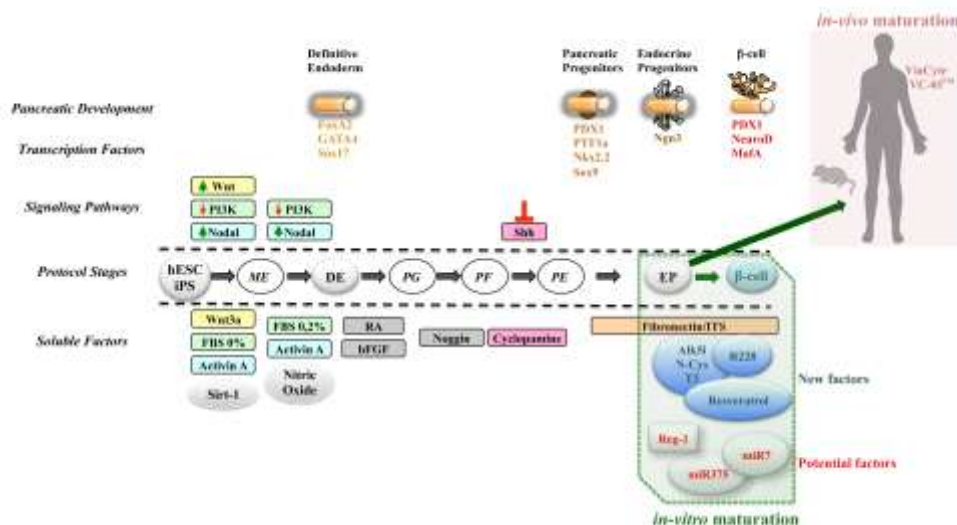 in-vivo maturation
Definitive
Endoderm
Pancreatic
Progenitors
Endocrine
Progenitors
β-cell
ViaCyte
Pancreatic Development
FoxA2
GATA4
Sox17
PDX1
PTF1a
Nkx2.2
Sox9
Ngn3
PDX1
NeuroD
MafA
Transcription Factors
Wnt
PI3K
Nodal
PI3K
Nodal
Shh
Signaling Pathways
Protocol Stages
hESC
iPS
ME
DE
PG
PF
PE
EP
β-cell
Soluble Factors
Wnt3a
FBS 0%
Activin A
Sirt-1
FBS 0,2%
Activin A
Nitric
Oxide
RA
bFGF
Noggin
Cyclopamine
Fibronectin/ITS
N-Cys
T3
Resveratrol
New factors
miR7
miR375
Potential factors
in-vitro maturation